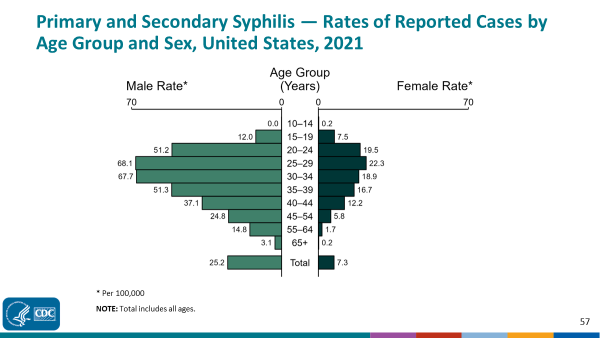 Primary and Secondary Syphilis — Rates of Reported Cases by
Age Group and Sex, United States, 2021
Male Rate* Age Group (Years) Female Rate*
70 0 0 70
0.0 10–14 0.2
12.0 15–19 7.5
51.2 20–24 19.5
68.1 25–29 22.3
67.7 30–34 18.9
51.3 35–39 16.7
37.1 40–44 12.2
24.8 45–54 5.8
14.8 55–64 1.7
3.1 65+ 0.2
25.2 Total 7.3
* Per 100,000
NOTE: Total includes all ages.
CDC
57